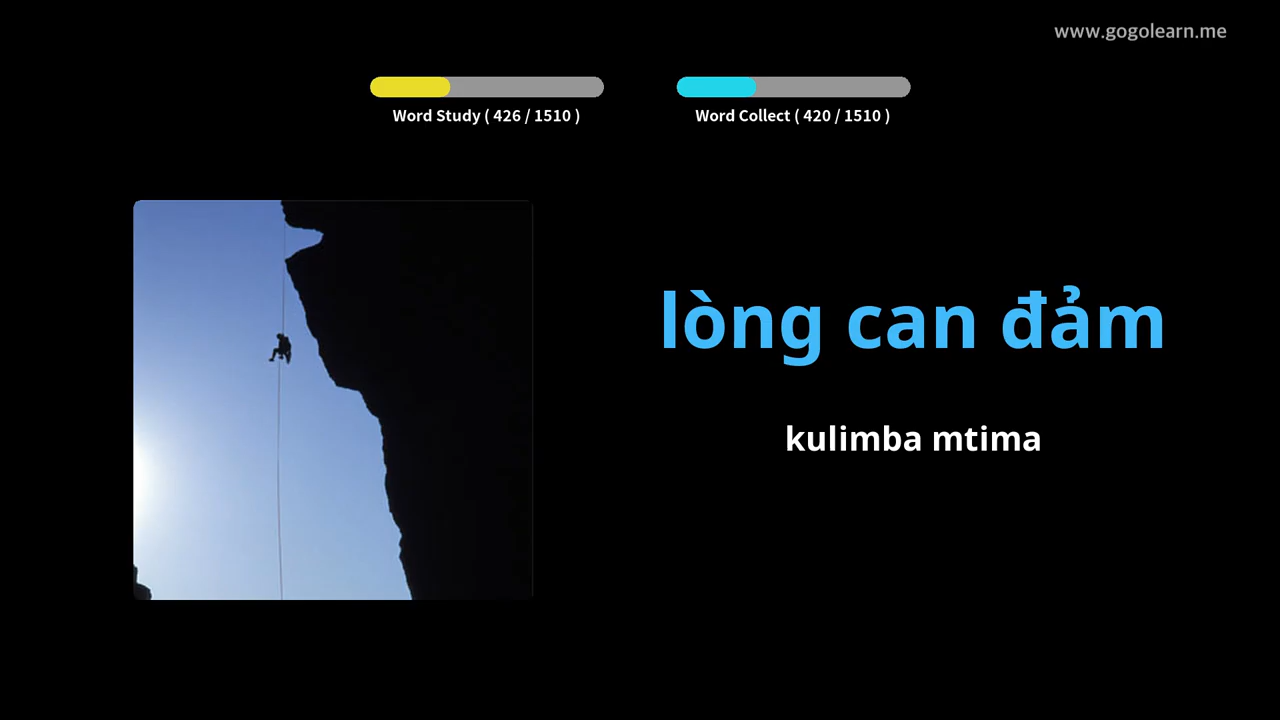 www.gogolearn.me
Word Study ( 426 / 1510 )
Word Collect ( 420 / 1510 )
lòng can đảm
kulimba mtima